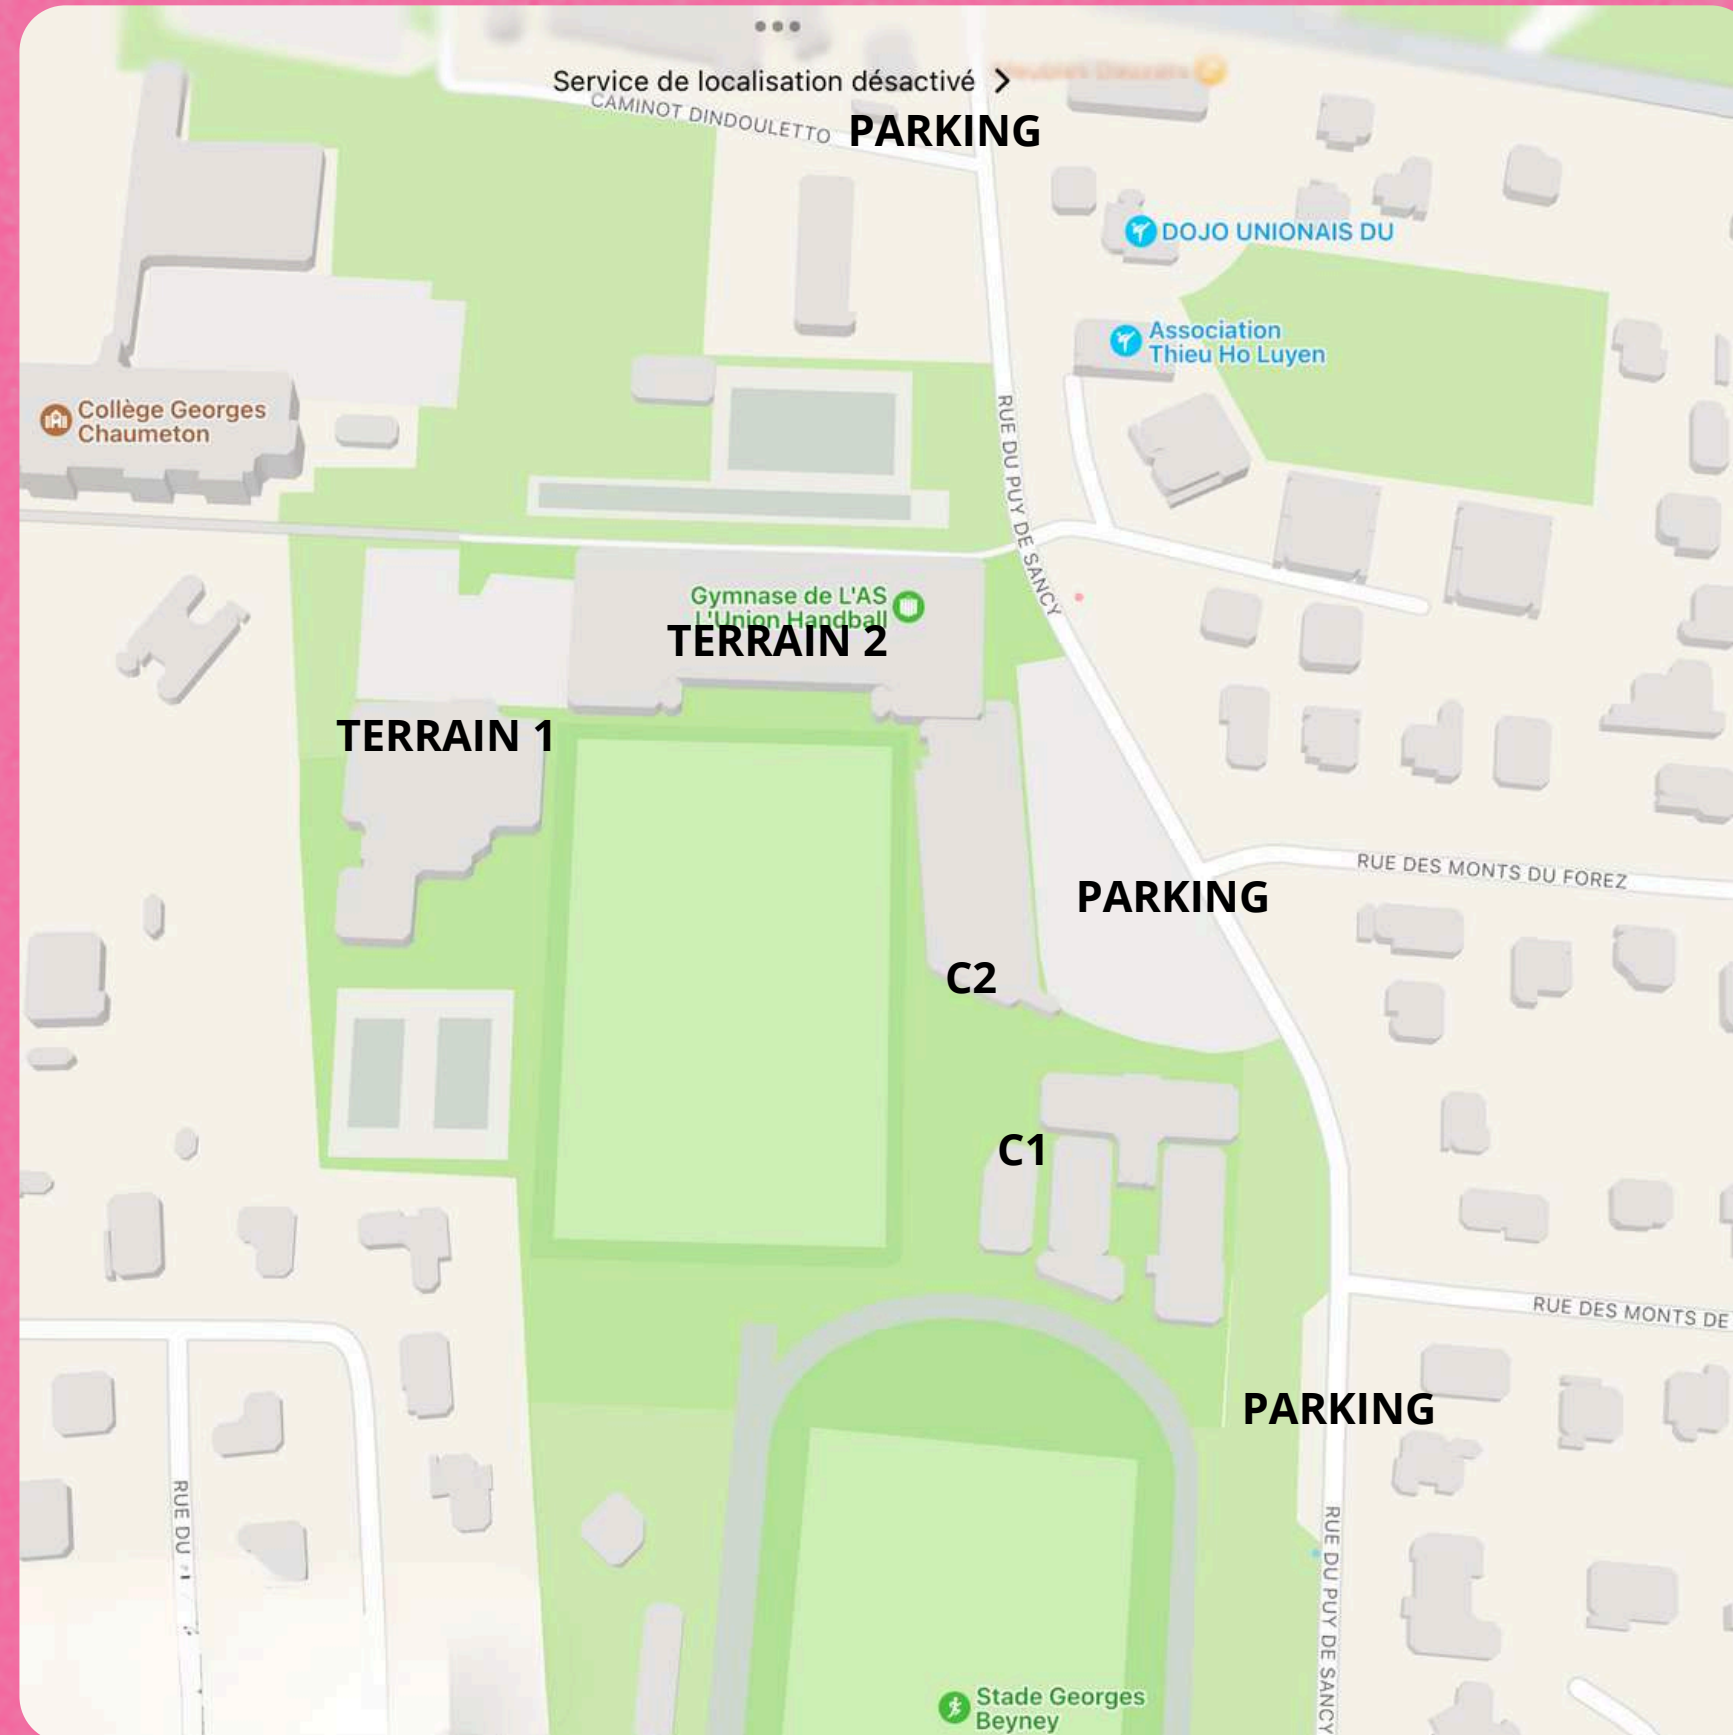 Service de localisation désactivé
CAMINOT DINDOULETTO
PARKING
DOJO UNIONAIS DU
Association
Thieu Ho Luyen
Collège Georges
Chaumeton
RUE DU PUY DE SANCY
Gymnase de L'AS
L'Union Handball
TERRAIN 2
TERRAIN 1
RUE DES MONTS DU FOREZ
PARKING
C2
C1
RUE DES MONTS DE
PARKING
RUE DU
RUE DU PUY DE SANCY
Stade Georges
Beyney